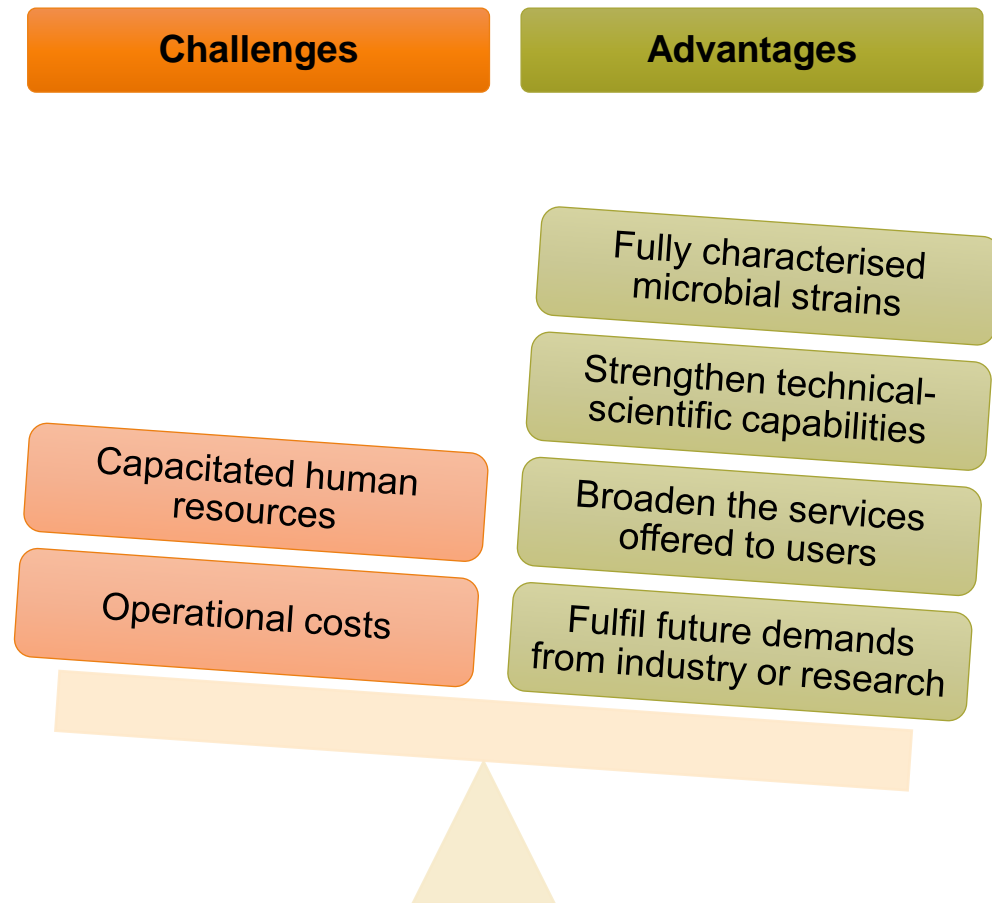 Challenges
Advantages
Fully characterised
microbial strains
Strengthen technical-
scientific capabilities
Capacitated human
resources
Broaden the services
offered to users
Operational costs
Fulfil future demands
from industry or research